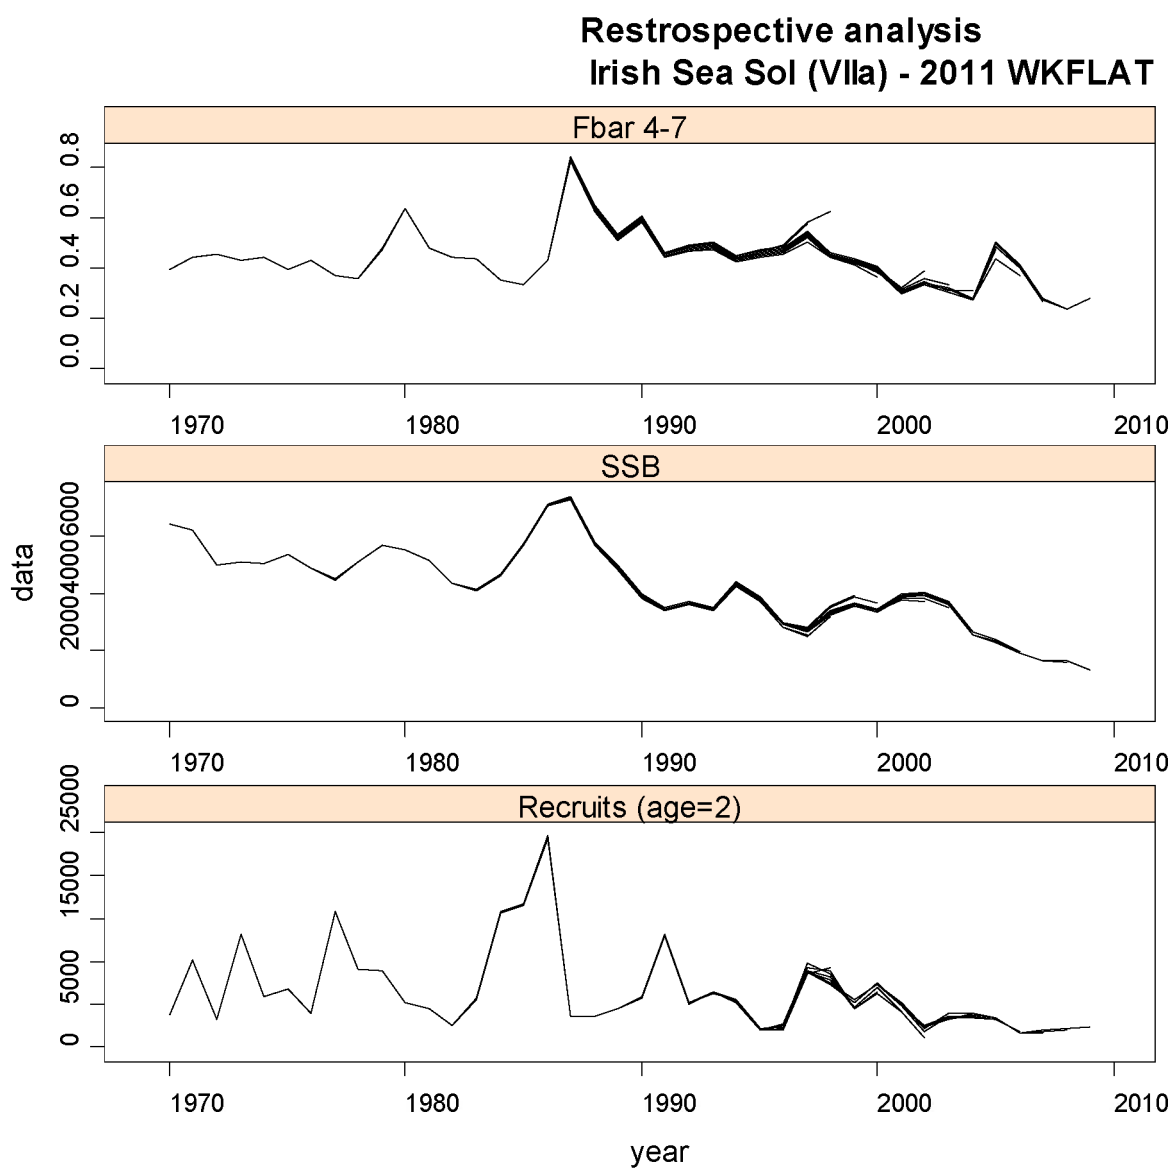 Restrospective analysis
Irish Sea Sol (VIIa) - 2011 WKFLAT
Fbar 4-7
0.8
0.6
0.4
0.2
0.0
1970 1980 1990 2000 2010
SSB
6000
4000
2000
0
1970 1980 1990 2000 2010
data
Recruits (age=2)
25000
15000
5000
0
1970 1980 1990 2000 2010
year